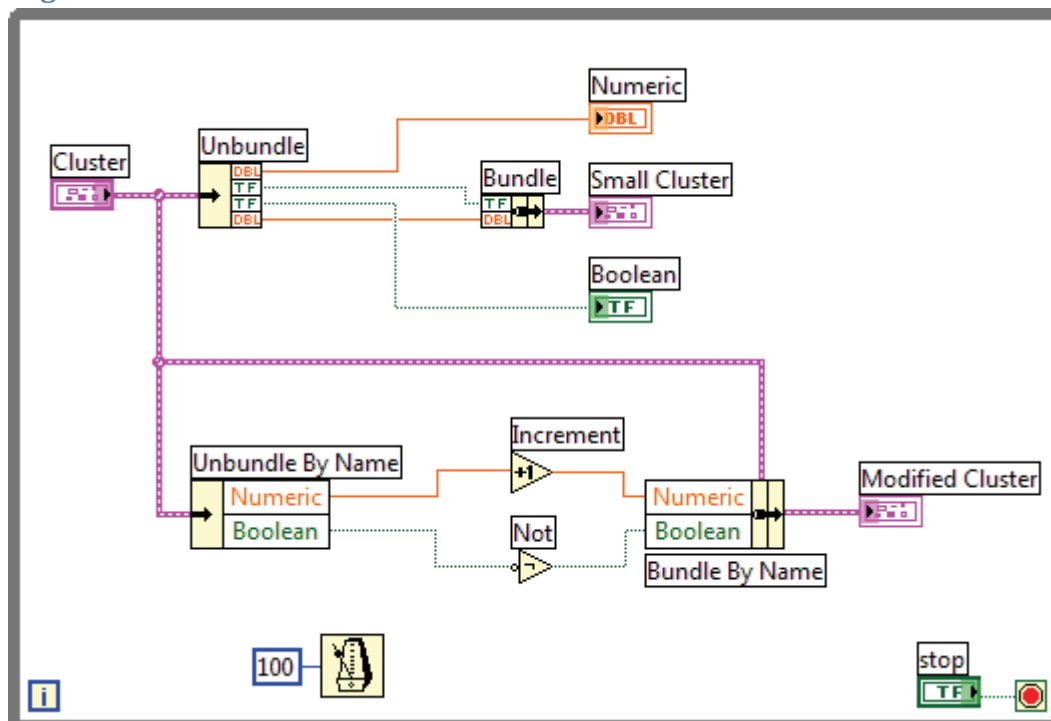 Numeric
DBL
Cluster
Unbundle
DBL
TF
TF
DBL
Bundle
TF
DBL
Small Cluster
Boolean
TF
Unbundle By Name
Numeric
Boolean
Increment
+1
Not
Numeric
Boolean
Bundle By Name
Modified Cluster
100
i
stop
TF